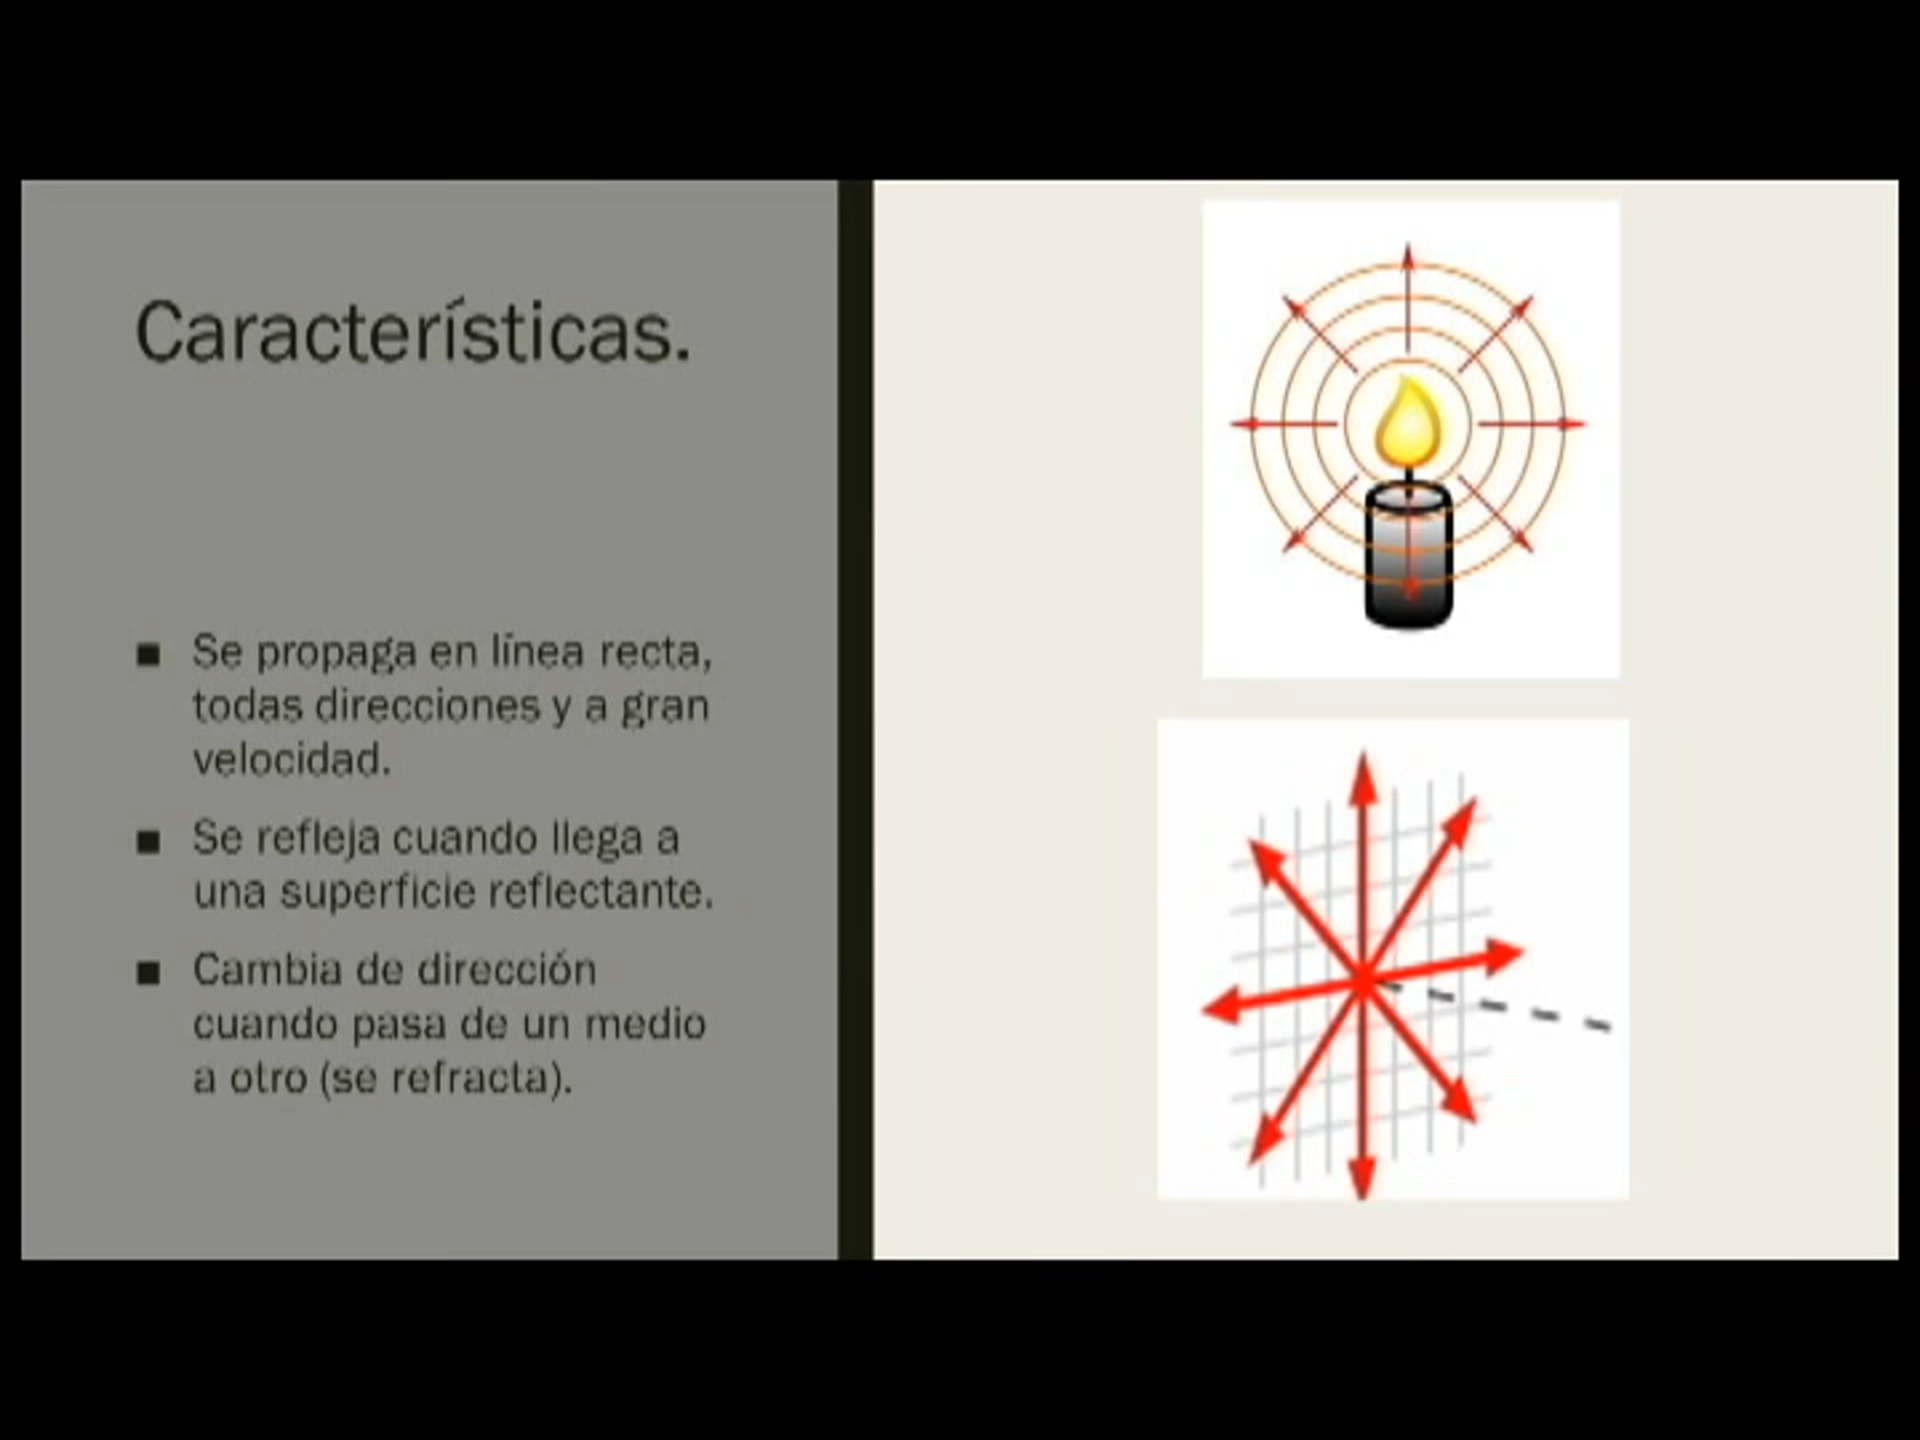 Características.
■ Se propaga en línea recta,
todas direcciones y a gran
velocidad.
■ Se refleja cuando llega a
una superficie reflectante.
■ Cambia de dirección
cuando pasa de un medio
a otro (se refracta).